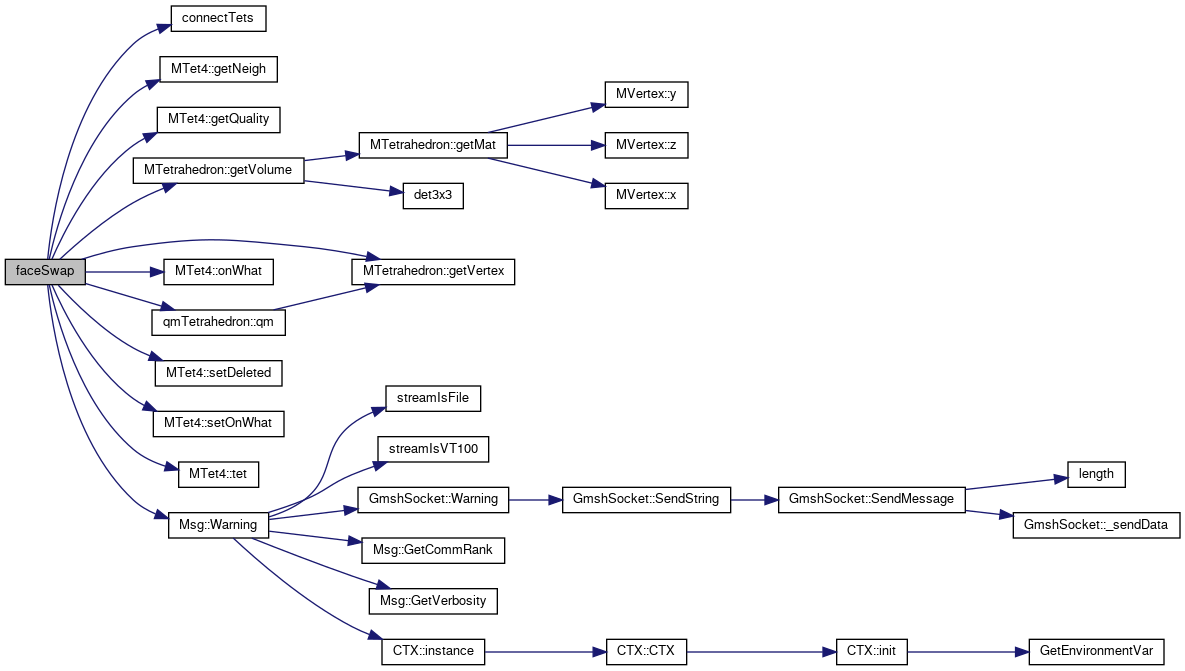 connectTets
MTet4::getNeigh
MTet4::getQuality
MTetrahedron::getVolume
MTetrahedron::getMat
MVertex::y
MVertex::z
MVertex::x
det3x3
faceSwap
MTet4::onWhat
MTetrahedron::getVertex
qmTetrahedron::qm
MTet4::setDeleted
MTet4::setOnWhat
MTet4::tet
Msg::Warning
streamIsFile
streamIsVT100
GmshSocket::Warning
GmshSocket::SendString
GmshSocket::SendMessage
length
GmshSocket::_sendData
Msg::GetCommRank
Msg::GetVerbosity
CTX::instance
CTX::CTX
CTX::init
GetEnvironmentVar